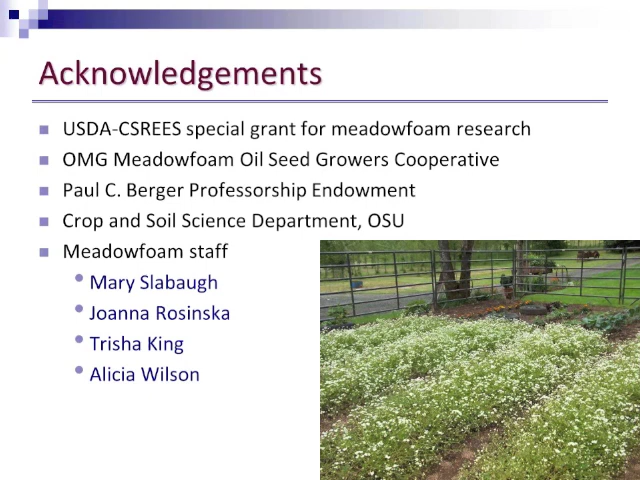 Acknowledgements
USDA-CSREES special grant for meadowfoam research
OMG Meadowfoam Oil Seed Growers Cooperative
Paul C. Berger Professorship Endowment
Crop and Soil Science Department, OSU
Meadowfoam staff
Mary Slabaugh
Joanna Rosinska
Trisha King
Alicia Wilson